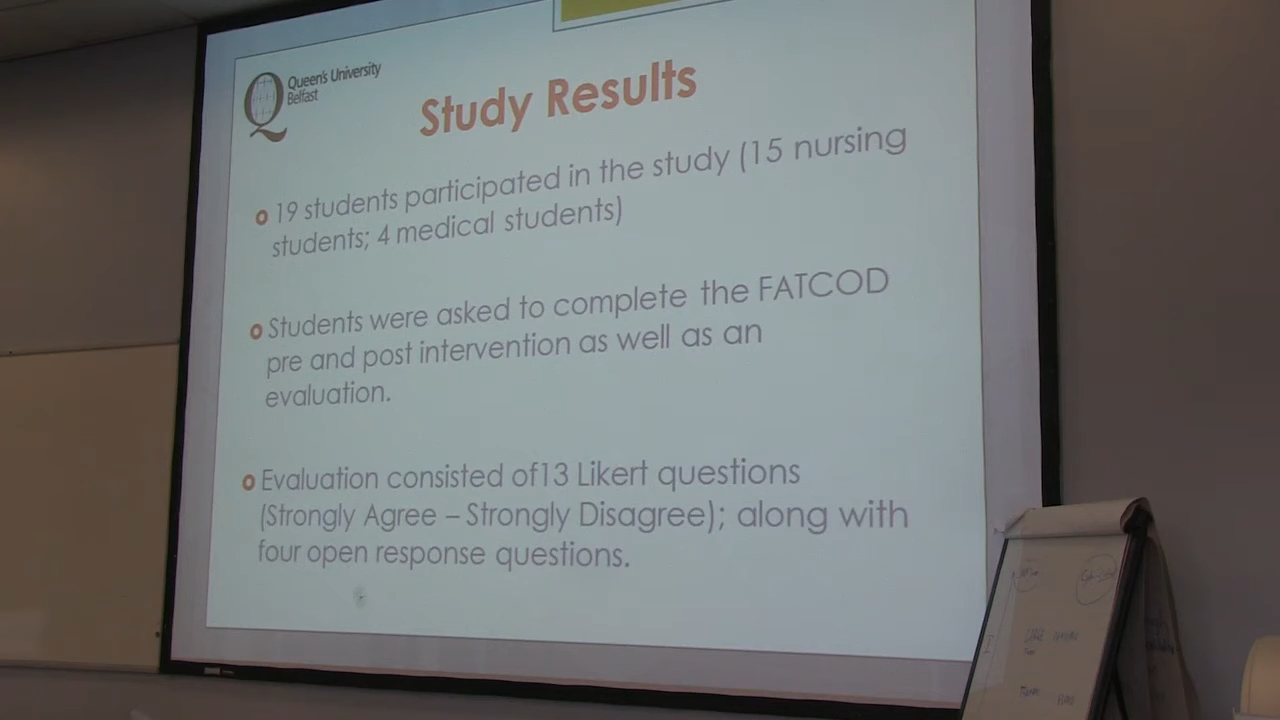 Queen's University
Belfast
Study Results
19 students participated in the study (15 nursing
students; 4 medical students)
Students were asked to complete the FATCOD
pre and post intervention as well as an
evaluation.
Evaluation consisted of13 Likert questions
(Strongly Agree – Strongly Disagree); along with
four open response questions.